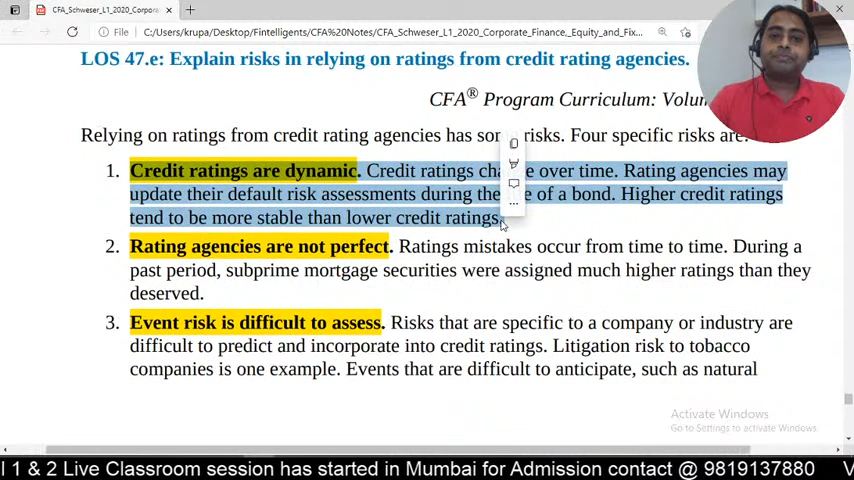 CFA_Schweser_L1_2020_Corpora
C:/Users/krupa/Desktop/Fintelligents/CFA%20Notes/CFA_Schweser_L1_2020_Corporate_Finance,_Equity_and_Fix...
LOS 47.e: Explain risks in relying on ratings from credit rating agencies.
CFA® Program Curriculum:
Relying on ratings from credit rating agencies has risks. Four specific risks are:
1. Credit ratings are dynamic. Credit ratings over time. Rating agencies may
update their default risk assessments during of a bond. Higher credit ratings
tend to be more stable than lower credit ratings.
2. Rating agencies are not perfect. Ratings mistakes occur from time to time. During a
past period, subprime mortgage securities were assigned much higher ratings than they
deserved.
3. Event risk is difficult to assess. Risks that are specific to a company or industry are
difficult to predict and incorporate into credit ratings. Litigation risk to tobacco
companies is one example. Events that are difficult to anticipate, such as natural
Activate Windows
Go to Settings to activate Windows.
l 1 & 2 Live Classroom session has started in Mumbai for Admission contact @ 9819137880 V